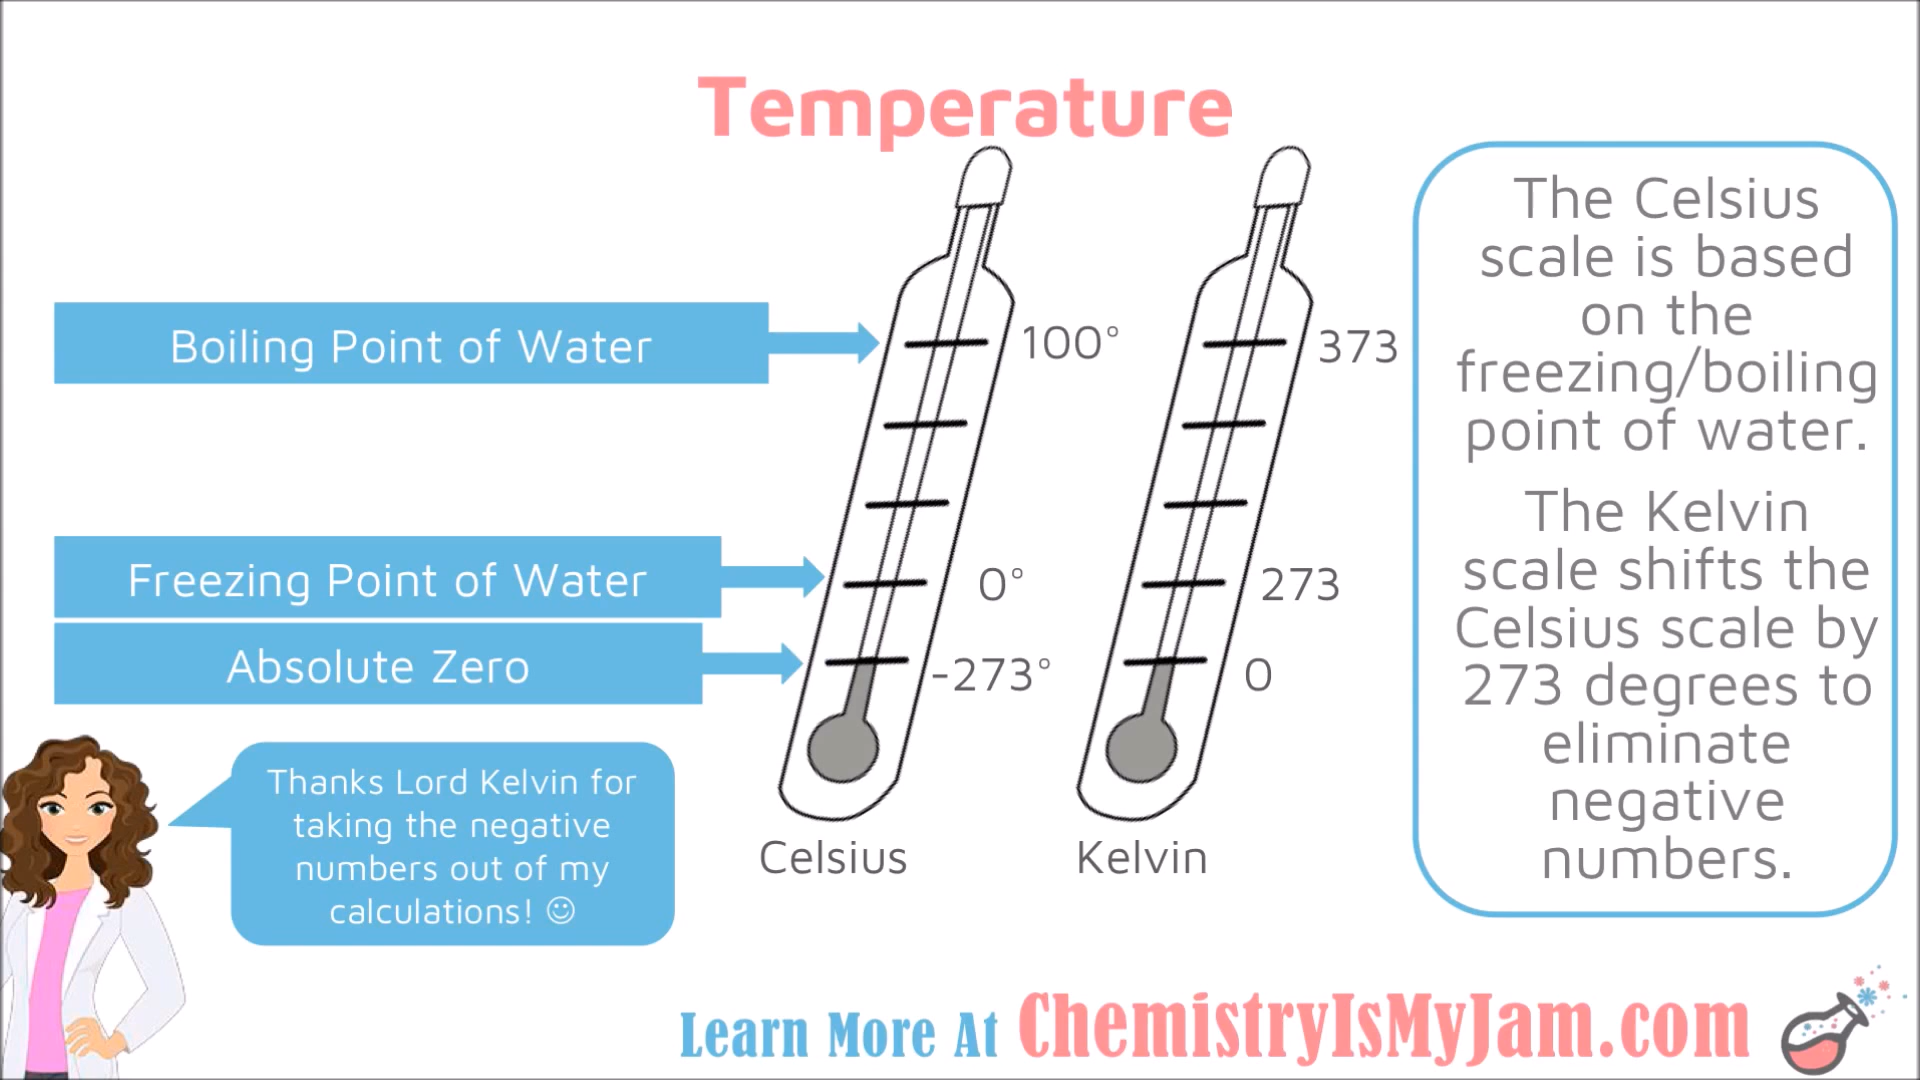 Temperature
Boiling Point of Water
100°
373
Freezing Point of Water
0°
273
Absolute Zero
-273°
0
Celsius
Kelvin
The Celsius
scale is based
on the
freezing/boiling
point of water.
The Kelvin
scale shifts the
Celsius scale by
273 degrees to
eliminate
negative
numbers.
Thanks Lord Kelvin for
taking the negative
numbers out of my
calculations! ☺
Learn More At ChemistryIsMyJam.com